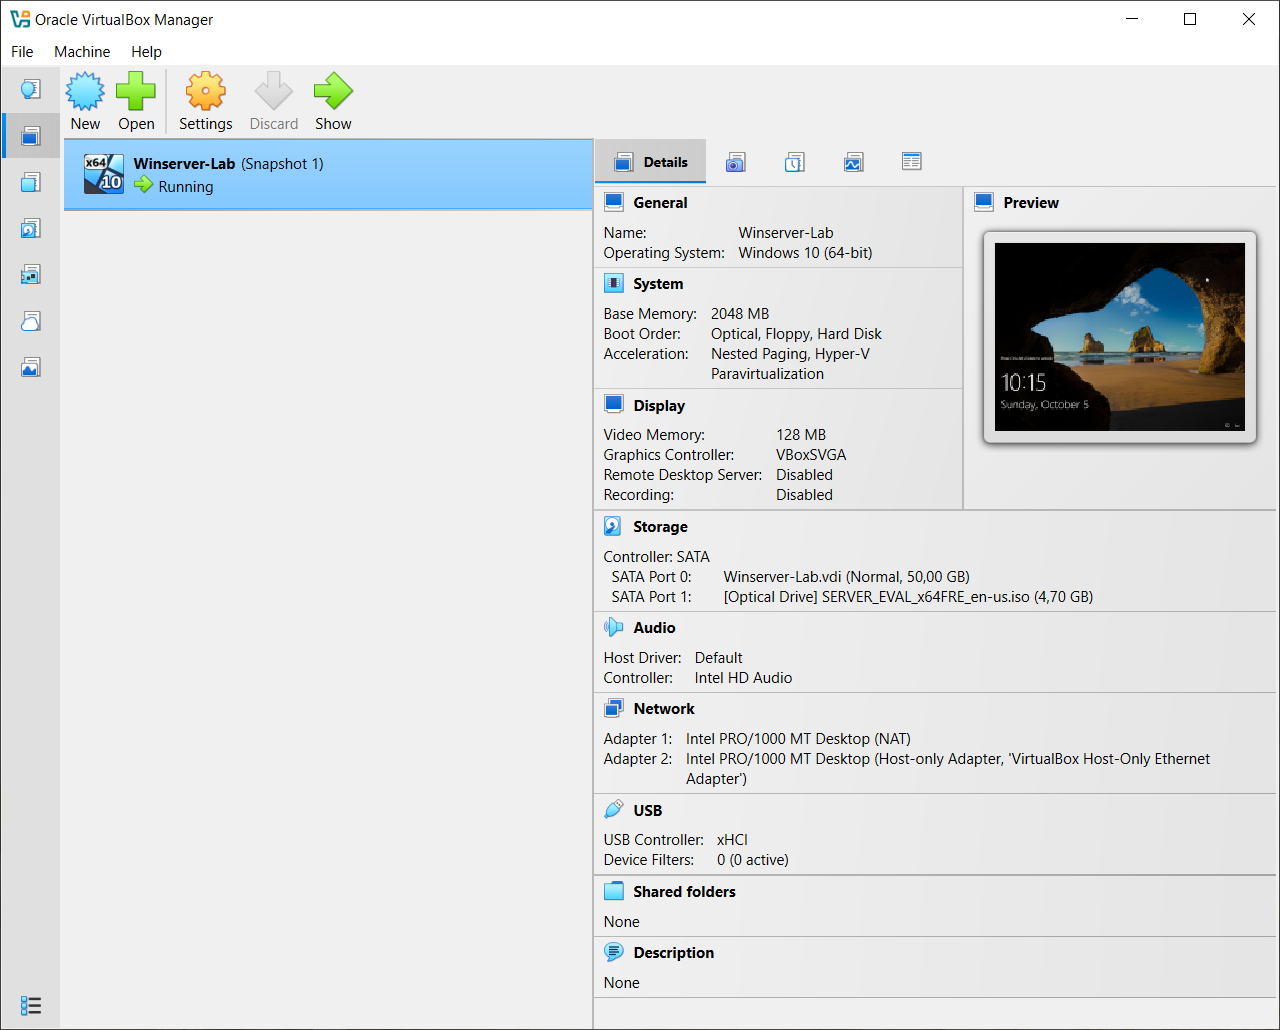 Oracle VirtualBox Manager
File Machine Help
New Open Settings Discard Show
x64
10
Winserver-Lab (Snapshot 1)
Running
Details
General
Name: Winserver-Lab
Operating System: Windows 10 (64-bit)
System
Base Memory: 2048 MB
Boot Order: Optical, Floppy, Hard Disk
Acceleration: Nested Paging, Hyper-V
Paravirtualization
Display
Video Memory: 128 MB
Graphics Controller: VBoxSVGA
Remote Desktop Server: Disabled
Recording: Disabled
Preview
10:15
Sunday, October 5
Storage
Controller: SATA
SATA Port 0: Winserver-Lab.vdi (Normal, 50,00 GB)
SATA Port 1: [Optical Drive] SERVER_EVAL_x64FRE_en-us.iso (4,70 GB)
Audio
Host Driver: Default
Controller: Intel HD Audio
Network
Adapter 1: Intel PRO/1000 MT Desktop (NAT)
Adapter 2: Intel PRO/1000 MT Desktop (Host-only Adapter, 'VirtualBox Host-Only Ethernet
Adapter')
USB
USB Controller: xHCI
Device Filters: 0 (0 active)
Shared folders
None
Description
None